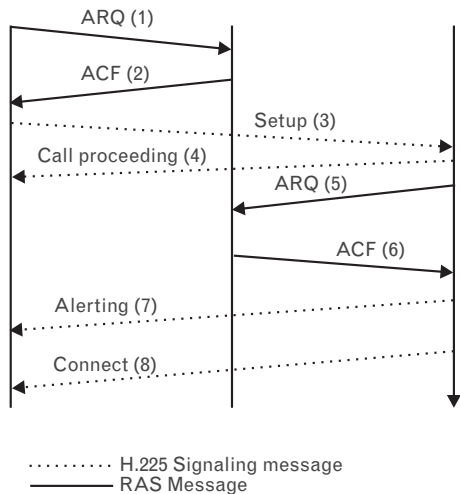 ARQ (1)
ACF (2)
Setup (3)
Call proceeding (4)
ARQ (5)
ACF (6)
Alerting (7)
Connect (8)
H.225 Signaling message
RAS Message